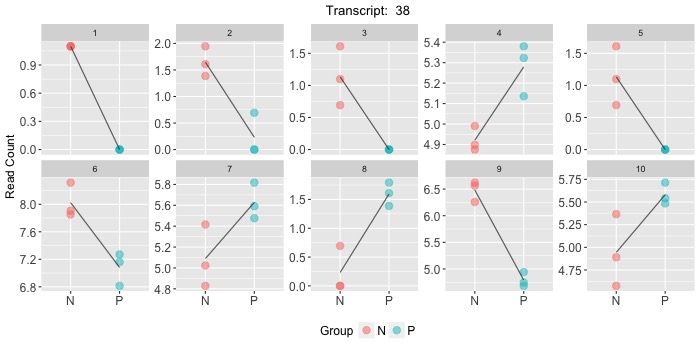 Transcript: 38
1 2 3 4 5
0.9 0.6 0.3 0.0
2.0 1.5 1.0 0.5 0.0
1.5 1.0 0.5 0.0
5.4 5.3 5.2 5.1 5.0 4.9
1.5 1.0 0.5 0.0
Read Count
6 7 8 9 10
8.0 7.6 7.2 6.8
5.8 5.6 5.4 5.2 5.0 4.8
1.5 1.0 0.5 0.0
6.5 6.0 5.5 5.0
5.75 5.50 5.25 5.00 4.75
N P N P N P N P N P
Group N P